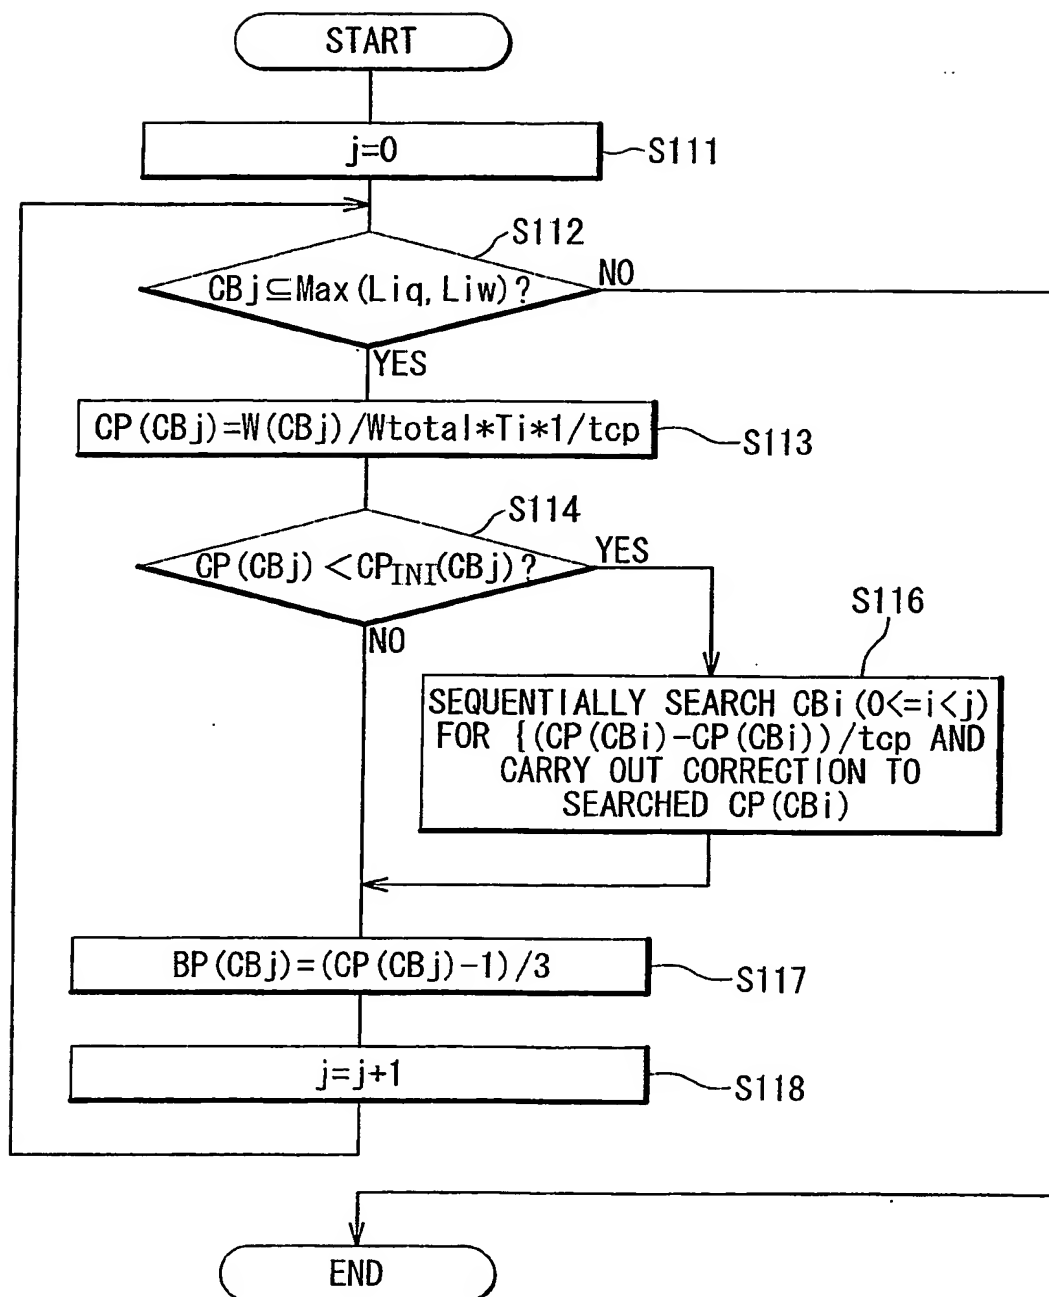 START
j=0
S111
S112
CBj≦Max(Liq,Liw)?
NO
YES
CP(CBj)=W(CBj)/Wtotal*Ti*1/tcp
S113
S114
CP(CBj)<CPINI(CBj)?
YES
NO
S116
SEQUENTIALLY SEARCH CBi(0<=i<j)
FOR {(CP(CBi)-CP(CBi))/tcp AND
CARRY OUT CORRECTION TO
SEARCHED CP(CBi)
BP(CBj)=(CP(CBj)-1)/3
S117
j=j+1
S118
END